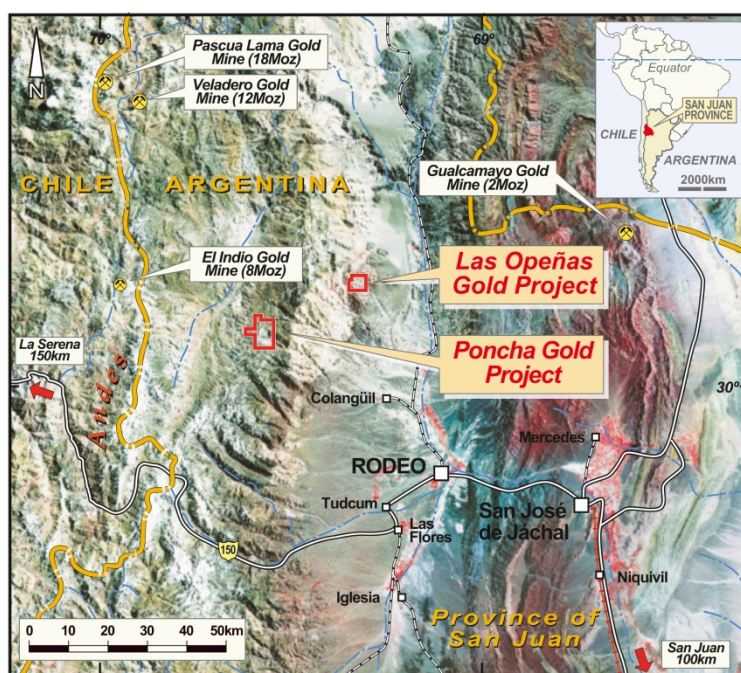 70°
69°
N
Pascua Lama Gold
Mine (18Moz)
Veladero Gold
Mine (12Moz)
Equator
SAN JUAN
PROVINCE
CHILE
ARGENTINA
2000km
CHILE
ARGENTINA
Gualcamayo Gold
Mine (2Moz)
El Indio Gold
Mine (8Moz)
Las Opeñas
Gold Project
Poncha Gold
Project
La Serena
150km
Andes
30°
Colangüil
Mercedes
RODEO
Tudcum
San José
de Jáchal
Las
Flores
150
Niquivil
Iglesia
Province of
San Juan
0 10 20 30 40 50km
San Juan
100km